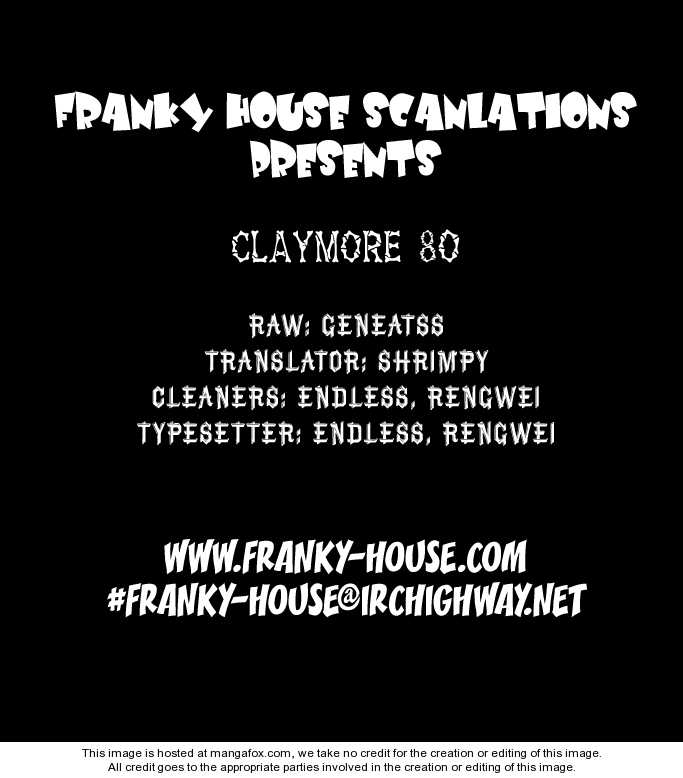 FRANKY HOUSE SCANLATIONS
PRESENTS
CLAYMORE 80
RAW: GENEATSS
TRANSLATOR: SHRIMPY
CLEANERS: ENDLESS, RENGWEI
TYPESETTER: ENDLESS, RENGWEI
WWW.FRANKY-HOUSE.COM
#FRANKY-HOUSE@IRCHIGHWAY.NET
This image is hosted at mangafox.com, we take no credit for the creation or editing of this image.
All credit goes to the appropriate parties involved in the creation or editing of this image.